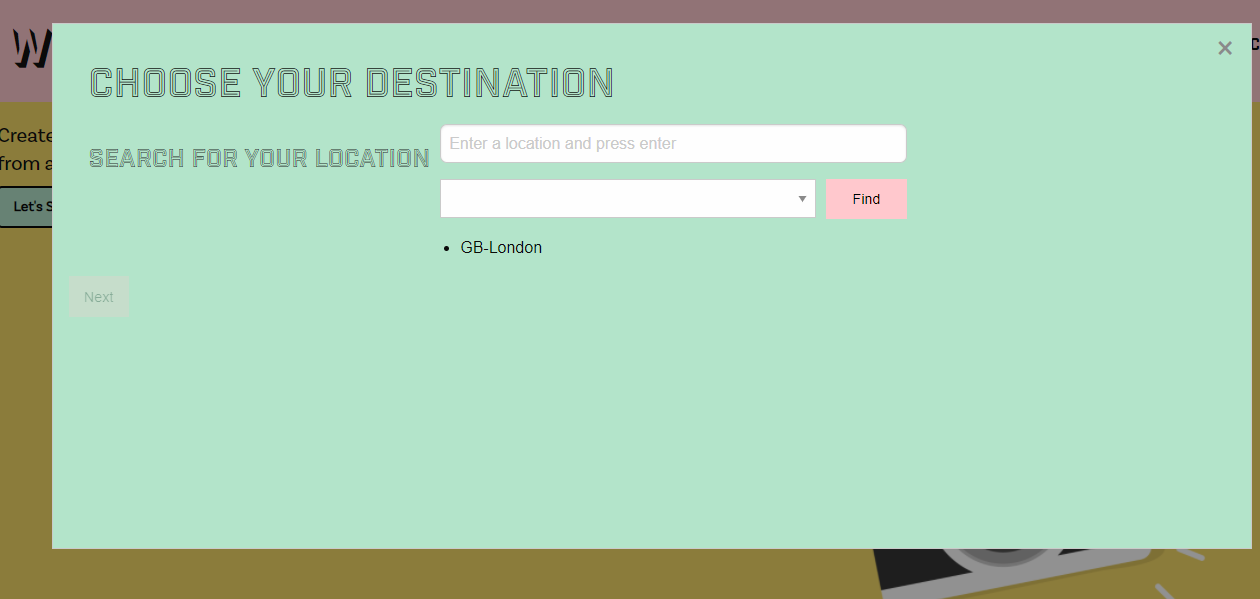 CHOOSE YOUR DESTINATION
SEARCH FOR YOUR LOCATION
Enter a location and press enter
Find
GB-London
Next
W
C
Create
from a
Let's S